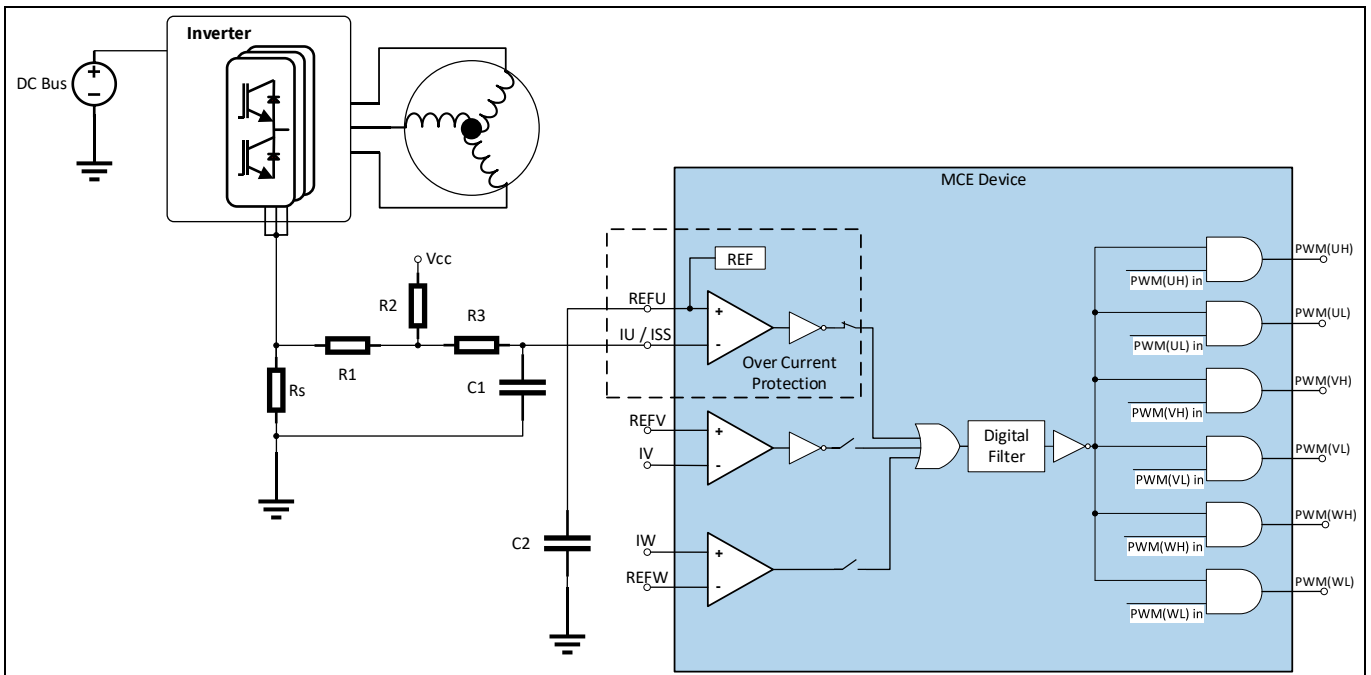 Inverter
DC Bus
+
−
MCE Device
REF
Vcc
REFU
+
R2
R3
IU / ISS
-
Over Current
Protection
R1
Rs
C1
REFV
+
IV
-
Digital
Filter
C2
IW
+
REFW
-
PWM(UH)
PWM(UH) in
PWM(UL)
PWM(UL) in
PWM(VH)
PWM(VH) in
PWM(VL)
PWM(VL) in
PWM(WH)
PWM(WH) in
PWM(WL)
PWM(WL) in